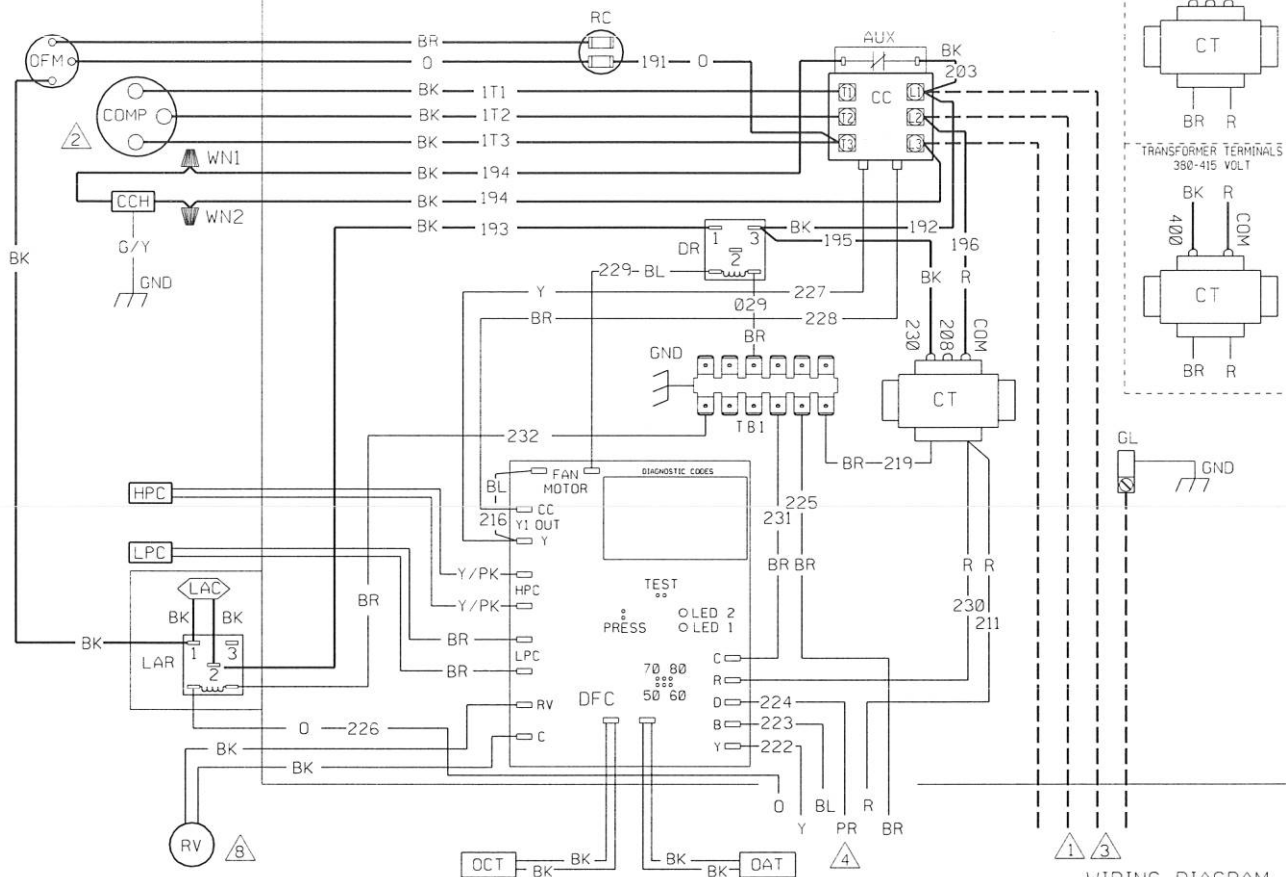 RC
AUX
OFM
BR
O
191
O
BK
203
CT
BR
R
COMP
BK
1T1
T1
CC
L1
BK
1T2
T2
L2
BK
1T3
T3
L3
2
WN1
BK
194
CCH
BK
194
WN2
TRANSFORMER TERMINALS
380-415 VOLT
BK
R
400
COM
CT
BR
R
BK
193
1
3
BK
192
DR
2
195
196
G/Y
GND
BK
229
BL
Y
227
029
BR
228
BR
BK
R
230
208
COM
CT
GND
TB1
232
BR
219
GL
GND
FAN
MOTOR
DIAGNOSTIC CODES
BL
216
CC
Y1 OUT
Y
HPC
LPC
Y/PK
HPC
Y/PK
BR
LPC
BR
RV
C
TEST
PRESS
LED 2
LED 1
70 80
50 60
DFC
C
R
D
B
Y
231
225
BR
BR
R
R
230
211
224
223
222
BR
LAC
BK
BK
BK
1
3
LAR
2
O
226
BK
BK
RV
8
O
Y
BL
PR
R
BR
4
1
3
OCT
BK
BK
BK
BK
OAT
WIRING DIAGRAM